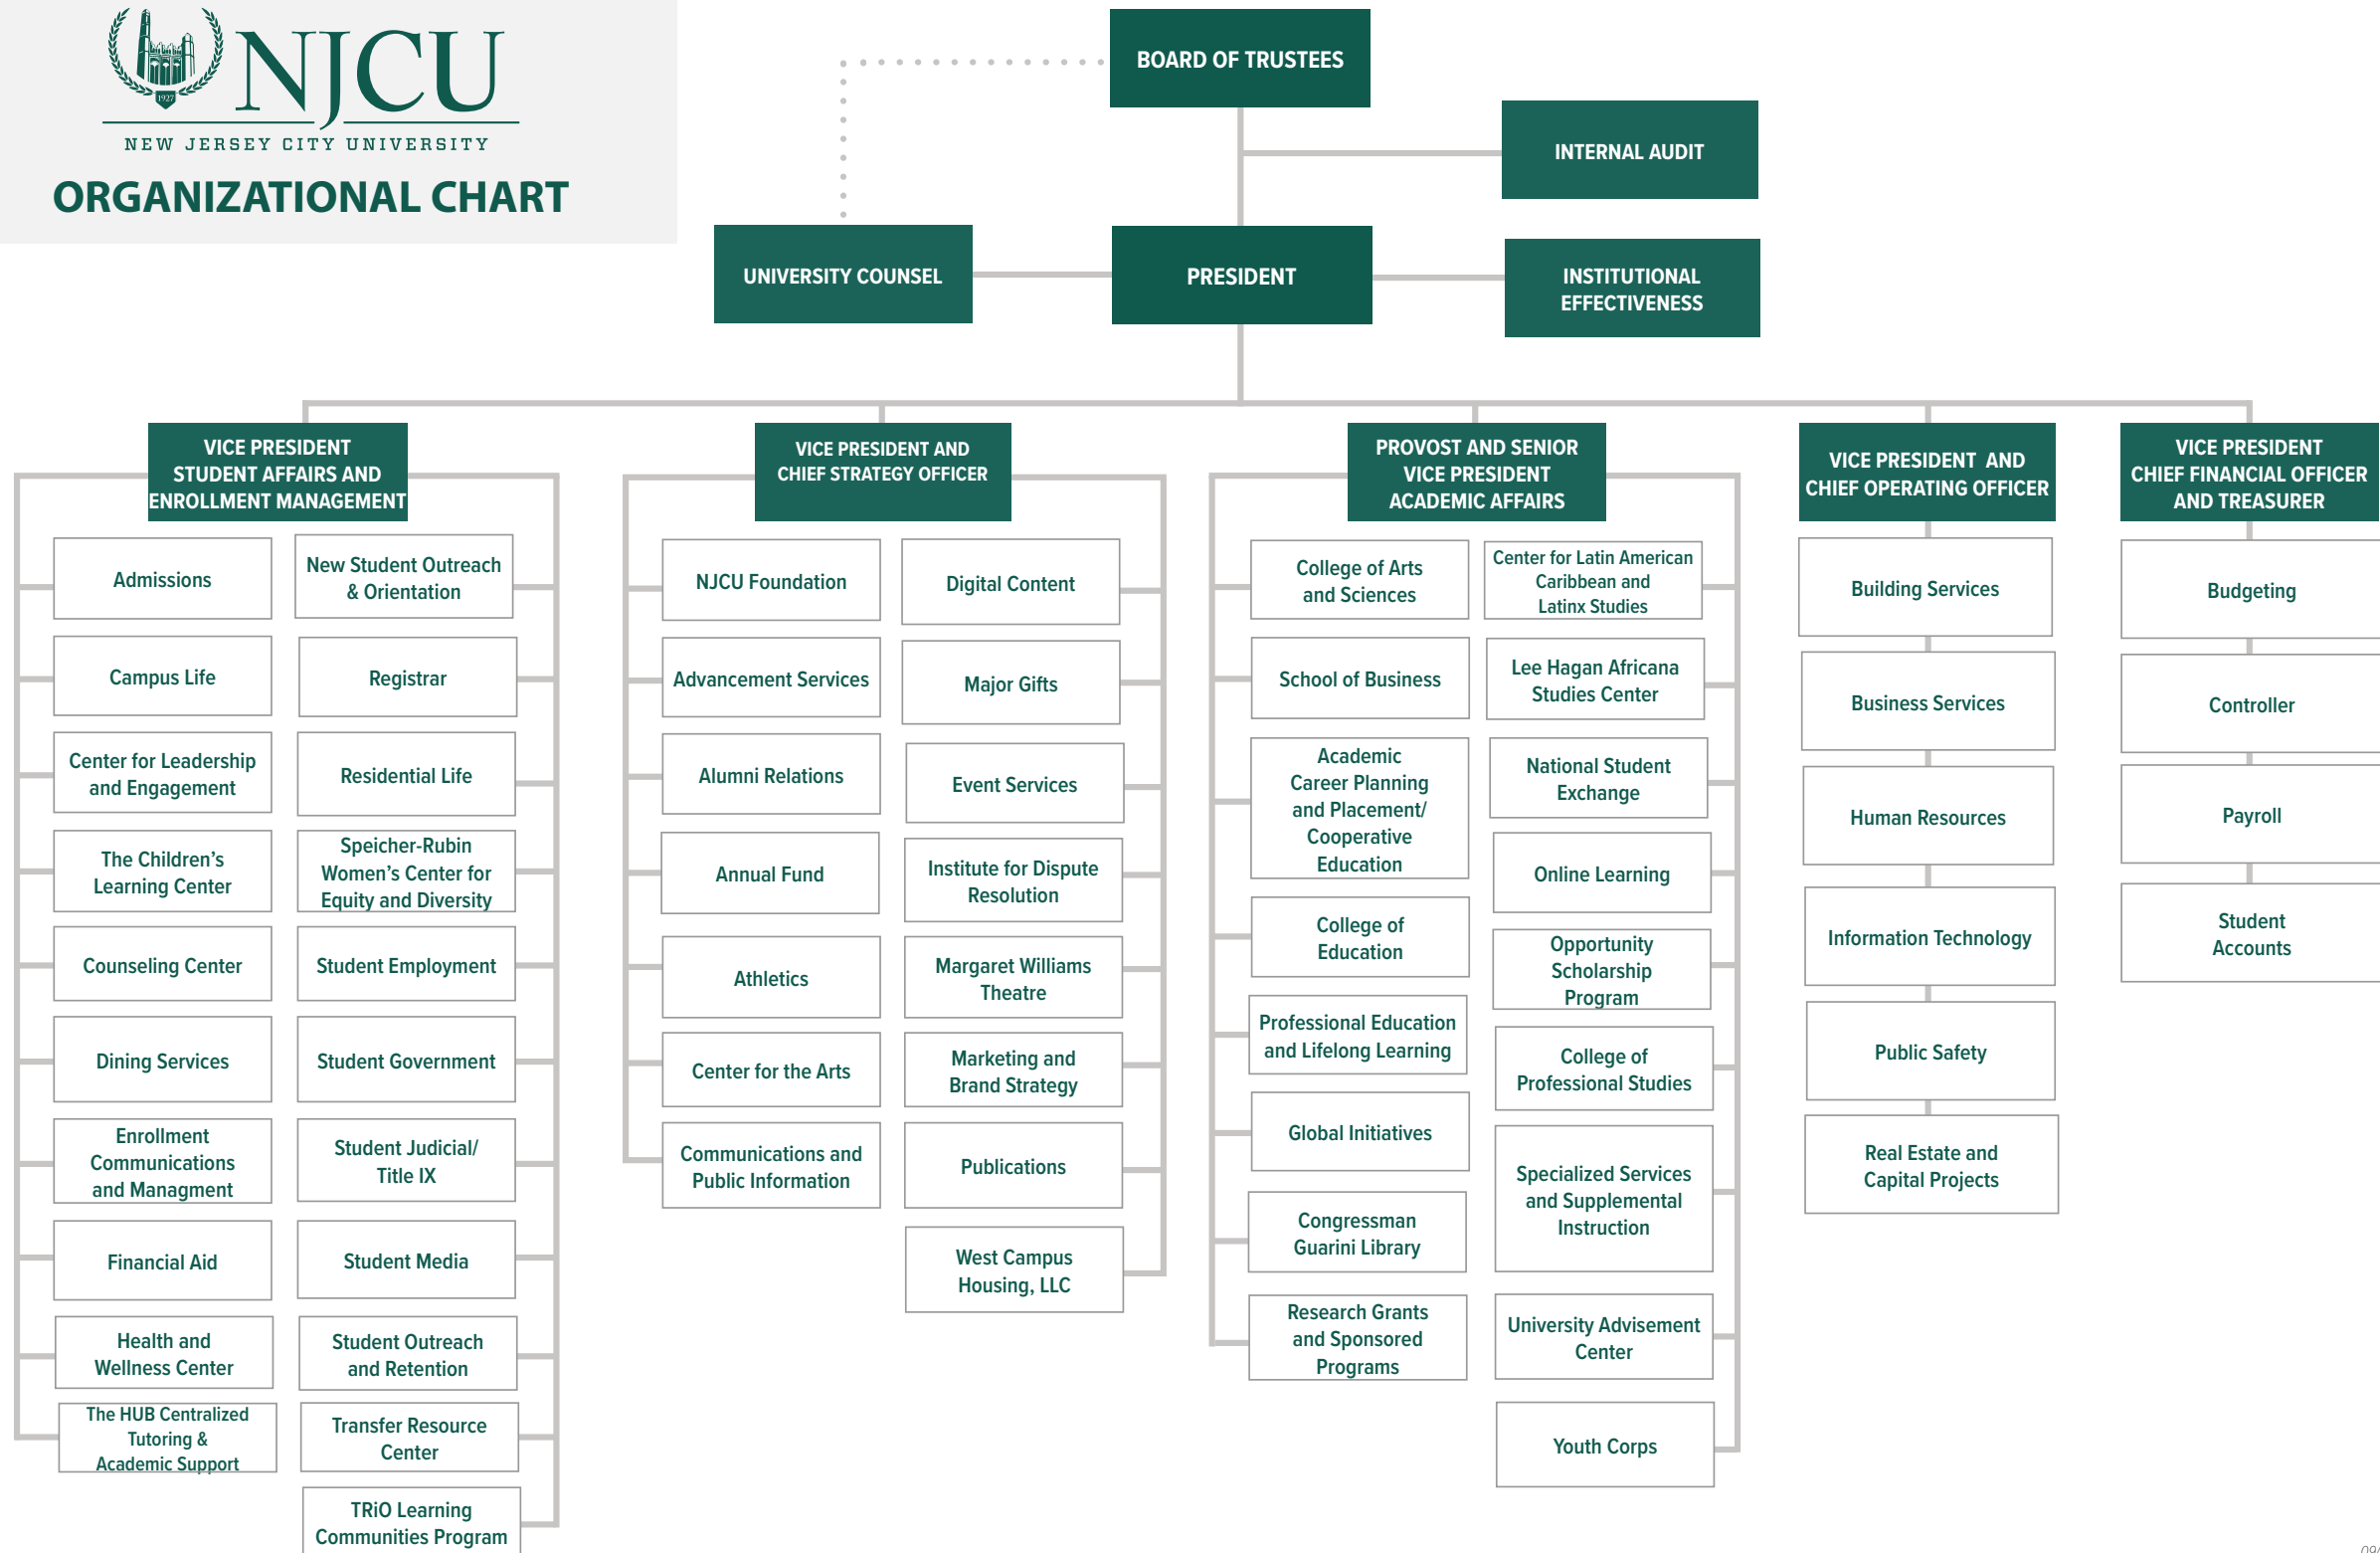 1927
NJCU
NEW JERSEY CITY UNIVERSITY
ORGANIZATIONAL CHART
BOARD OF TRUSTEES
INTERNAL AUDIT
UNIVERSITY COUNSEL
PRESIDENT
INSTITUTIONAL
EFFECTIVENESS
VICE PRESIDENT
STUDENT AFFAIRS AND
ENROLLMENT MANAGEMENT
Admissions
Campus Life
Center for Leadership
and Engagement
The Children’s
Learning Center
Counseling Center
Dining Services
Enrollment
Communications
and Managment
Financial Aid
Health and
Wellness Center
The HUB Centralized
Tutoring &
Academic Support
New Student Outreach
& Orientation
Registrar
Residential Life
Speicher-Rubin
Women’s Center for
Equity and Diversity
Student Employment
Student Government
Student Judicial/
Title IX
Student Media
Student Outreach
and Retention
Transfer Resource
Center
TRiO Learning
Communities Program
VICE PRESIDENT AND
CHIEF STRATEGY OFFICER
NJCU Foundation
Advancement Services
Alumni Relations
Annual Fund
Athletics
Center for the Arts
Communications and
Public Information
Digital Content
Major Gifts
Event Services
Institute for Dispute
Resolution
Margaret Williams
Theatre
Marketing and
Brand Strategy
Publications
West Campus
Housing, LLC
PROVOST AND SENIOR
VICE PRESIDENT
ACADEMIC AFFAIRS
College of Arts
and Sciences
School of Business
Academic
Career Planning
and Placement/
Cooperative
Education
College of
Education
Professional Education
and Lifelong Learning
Global Initiatives
Congressman
Guarini Library
Research Grants
and Sponsored
Programs
Center for Latin American
Caribbean and
Latinx Studies
Lee Hagan Africana
Studies Center
National Student
Exchange
Online Learning
Opportunity
Scholarship
Program
College of
Professional Studies
Specialized Services
and Supplemental
Instruction
University Advisement
Center
Youth Corps
VICE PRESIDENT AND
CHIEF OPERATING OFFICER
Building Services
Business Services
Human Resources
Information Technology
Public Safety
Real Estate and
Capital Projects
VICE PRESIDENT
CHIEF FINANCIAL OFFICER
AND TREASURER
Budgeting
Controller
Payroll
Student
Accounts